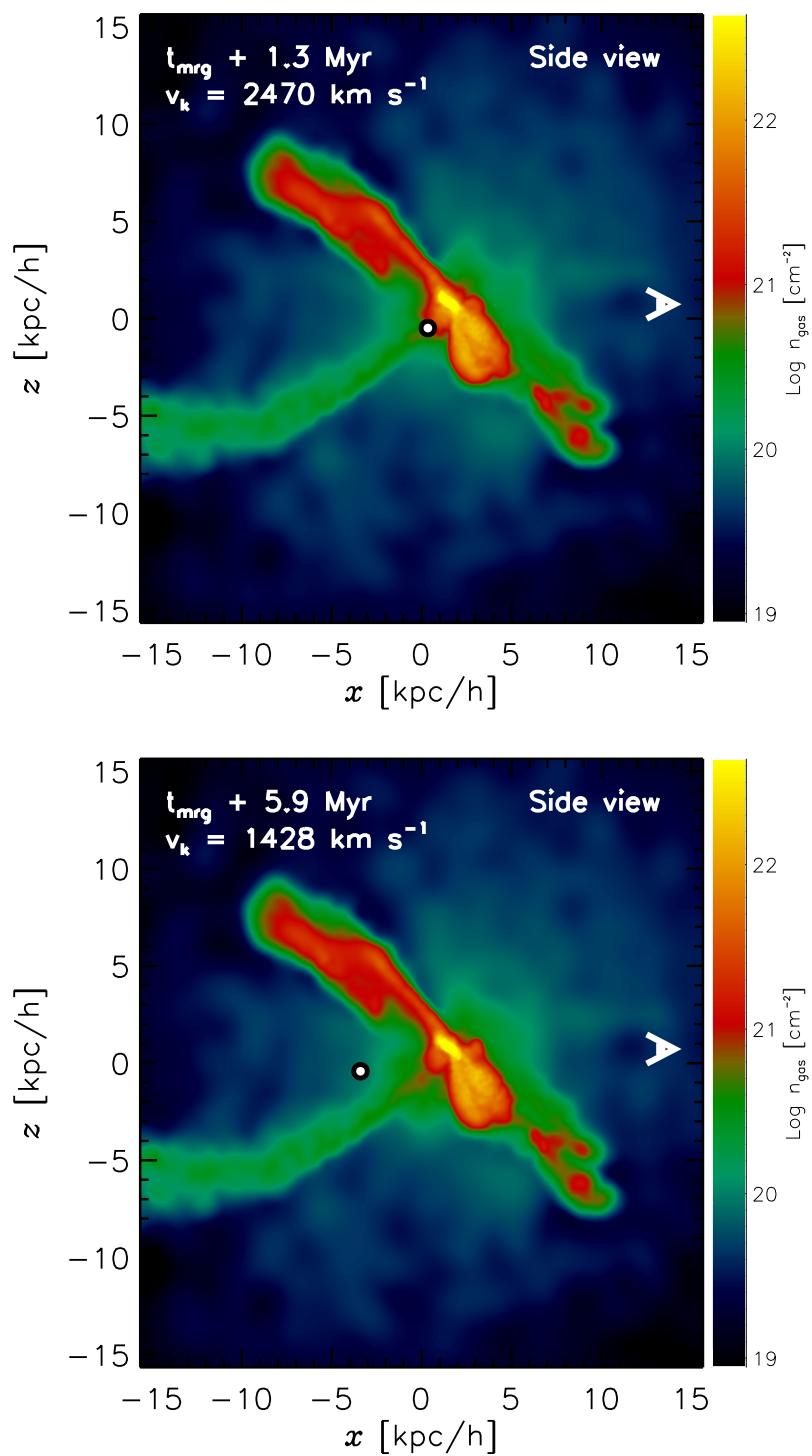 t_mrg + 1.3 Myr
Side view
v_k = 2470 km s⁻¹
15
10
5
0
−5
−10
−15
z [kpc/h]
−15 −10 −5 0 5 10 15
x [kpc/h]
22
21
20
19
Log n_gas [cm⁻²]
t_mrg + 5.9 Myr
Side view
v_k = 1428 km s⁻¹
15
10
5
0
−5
−10
−15
z [kpc/h]
−15 −10 −5 0 5 10 15
x [kpc/h]
22
21
20
19
Log n_gas [cm⁻²]